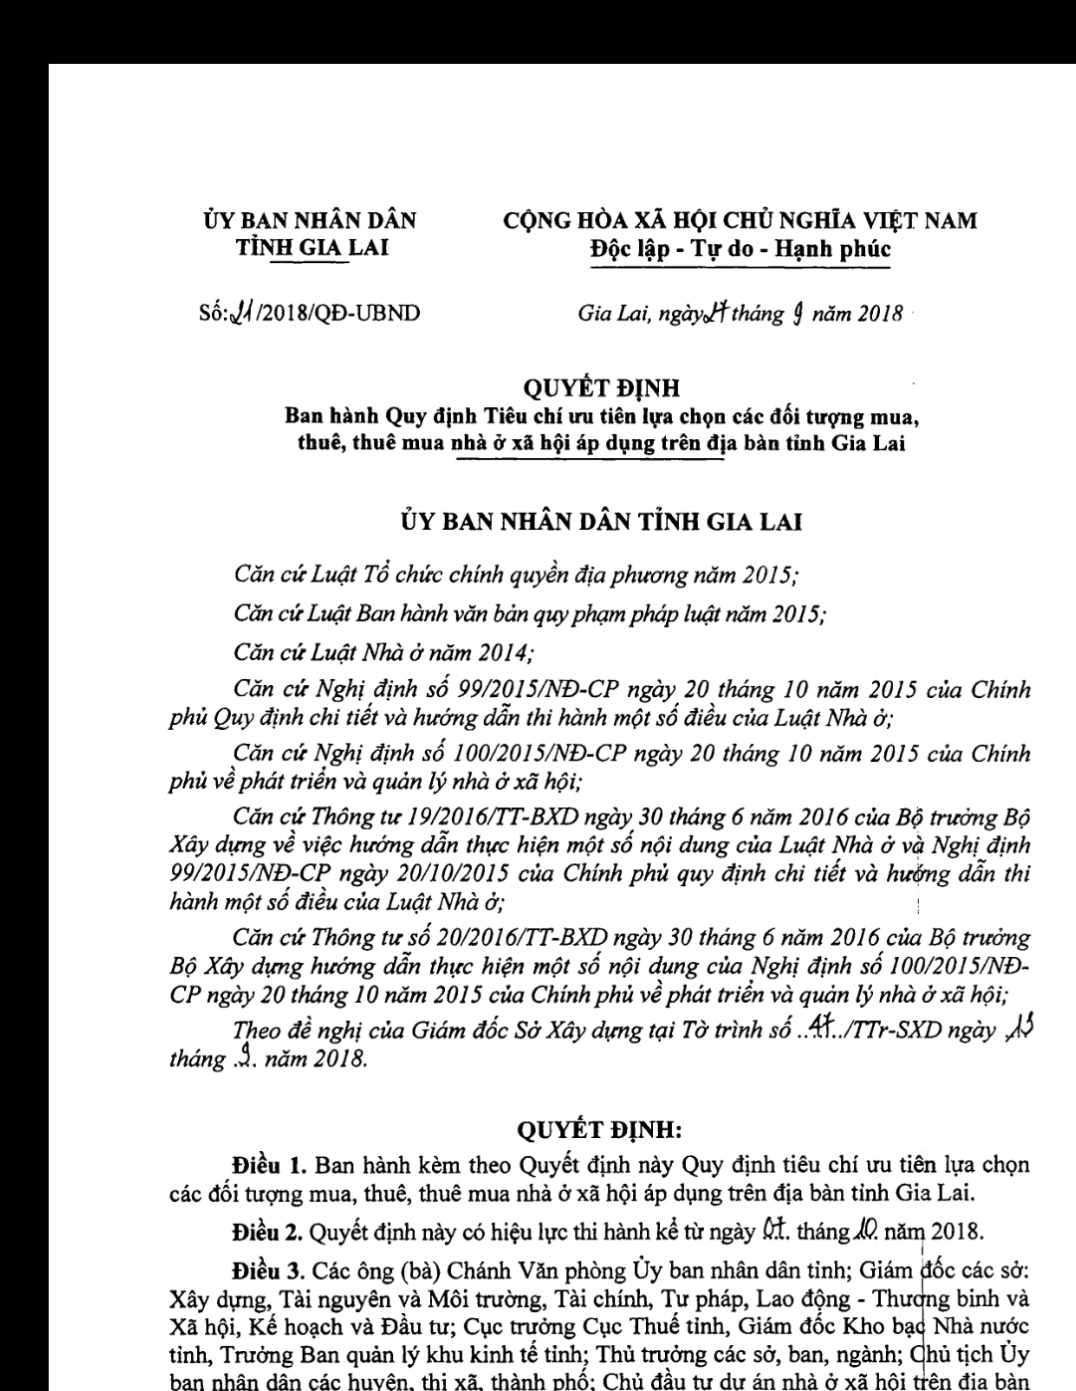 ỦY BAN NHÂN DÂN
TỈNH GIA LAI
CỘNG HÒA XÃ HỘI CHỦ NGHĨA VIỆT NAM
Độc lập - Tự do - Hạnh phúc
Số: 21/2018/QĐ-UBND
Gia Lai, ngày 27 tháng 9 năm 2018
QUYẾT ĐỊNH
Ban hành Quy định Tiêu chí ưu tiên lựa chọn các đối tượng mua,
thuê, thuê mua nhà ở xã hội áp dụng trên địa bàn tỉnh Gia Lai
ỦY BAN NHÂN DÂN TỈNH GIA LAI
Căn cứ Luật Tổ chức chính quyền địa phương năm 2015;
Căn cứ Luật Ban hành văn bản quy phạm pháp luật năm 2015;
Căn cứ Luật Nhà ở năm 2014;
Căn cứ Nghị định số 99/2015/NĐ-CP ngày 20 tháng 10 năm 2015 của Chính
phủ Quy định chi tiết và hướng dẫn thi hành một số điều của Luật Nhà ở;
Căn cứ Nghị định số 100/2015/NĐ-CP ngày 20 tháng 10 năm 2015 của Chính
phủ về phát triển và quản lý nhà ở xã hội;
Căn cứ Thông tư 19/2016/TT-BXD ngày 30 tháng 6 năm 2016 của Bộ trưởng Bộ
Xây dựng về việc hướng dẫn thực hiện một số nội dung của Luật Nhà ở và Nghị định
99/2015/NĐ-CP ngày 20/10/2015 của Chính phủ quy định chi tiết và hướng dẫn thi
hành một số điều của Luật Nhà ở;
Căn cứ Thông tư số 20/2016/TT-BXD ngày 30 tháng 6 năm 2016 của Bộ trưởng
Bộ Xây dựng hướng dẫn thực hiện một số nội dung của Nghị định số 100/2015/NĐ-
CP ngày 20 tháng 10 năm 2015 của Chính phủ về phát triển và quản lý nhà ở xã hội;
Theo đề nghị của Giám đốc Sở Xây dựng tại Tờ trình số ..../TTr-SXD ngày 13
tháng .9. năm 2018.
QUYẾT ĐỊNH:
Điều 1. Ban hành kèm theo Quyết định này Quy định tiêu chí ưu tiên lựa chọn
các đối tượng mua, thuê, thuê mua nhà ở xã hội áp dụng trên địa bàn tỉnh Gia Lai.
Điều 2. Quyết định này có hiệu lực thi hành kể từ ngày 07. tháng 10. năm 2018.
Điều 3. Các ông (bà) Chánh Văn phòng Ủy ban nhân dân tỉnh; Giám đốc các sở:
Xây dựng, Tài nguyên và Môi trường, Tài chính, Tư pháp, Lao động - Thương binh và
Xã hội, Kế hoạch và Đầu tư; Cục trưởng Cục Thuế tỉnh, Giám đốc Kho bạc Nhà nước
tỉnh, Trưởng Ban quản lý khu kinh tế tỉnh; Thủ trưởng các sở, ban, ngành; Chủ tịch Ủy
ban nhân dân các huyện, thị xã, thành phố; Chủ đầu tư dự án nhà ở xã hội trên địa bàn